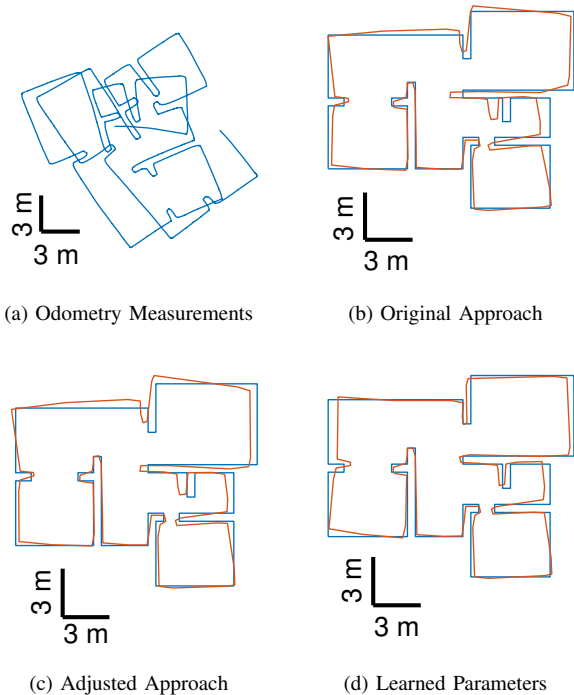 3 m
3 m
3 m
3 m
(a) Odometry Measurements
(b) Original Approach
3 m
3 m
3 m
3 m
(c) Adjusted Approach
(d) Learned Parameters